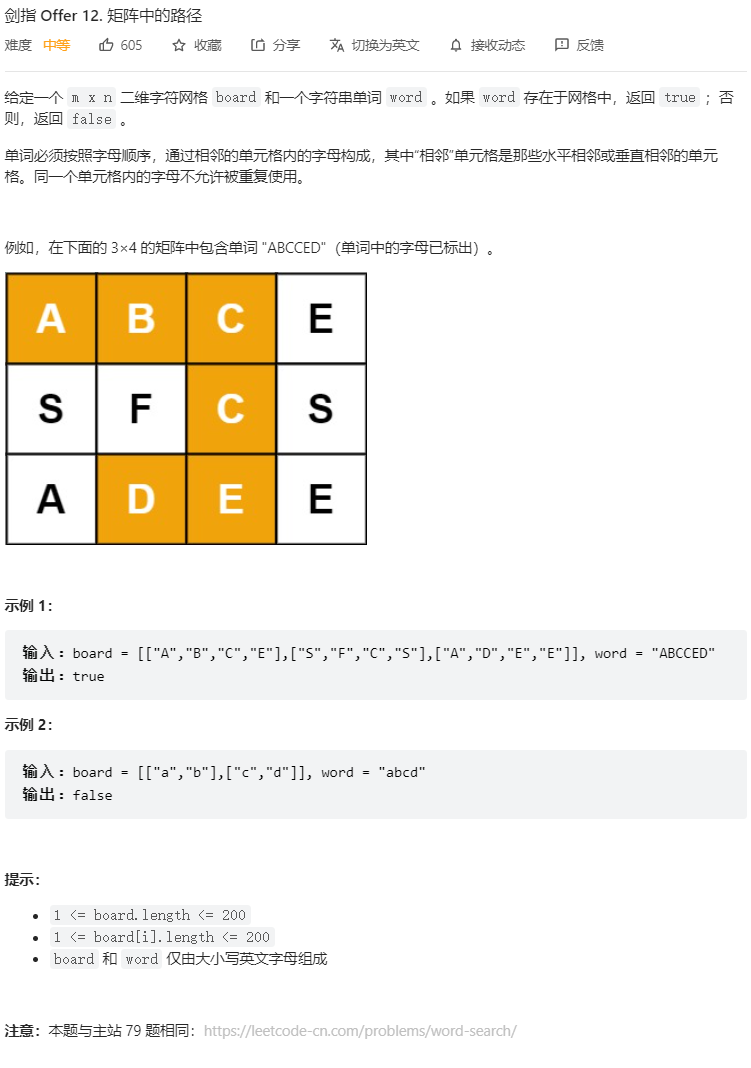 剑指 Offer 12. 矩阵中的路径
难度 中等 605 收藏 分享 切换为英文 接收动态 反馈
给定一个 m x n 二维字符网格 board 和一个字符串单词 word 。如果 word 存在于网格中，返回 true ；否
则，返回 false 。
单词必须按照字母顺序，通过相邻的单元格内的字母构成，其中“相邻”单元格是那些水平相邻或垂直相邻的单元
格。同一个单元格内的字母不允许被重复使用。
例如，在下面的 3×4 的矩阵中包含单词 "ABCCED"（单词中的字母已标出）。
A B C E
S F C S
A D E E
示例 1：
输入：board = [["A","B","C","E"],["S","F","C","S"],["A","D","E","E"]], word = "ABCCED"
输出：true
示例 2：
输入：board = [["a","b"],["c","d"]], word = "abcd"
输出：false
提示：
1 <= board.length <= 200
1 <= board[i].length <= 200
board 和 word 仅由大小写英文字母组成
注意：本题与主站 79 题相同：https://leetcode-cn.com/problems/word-search/